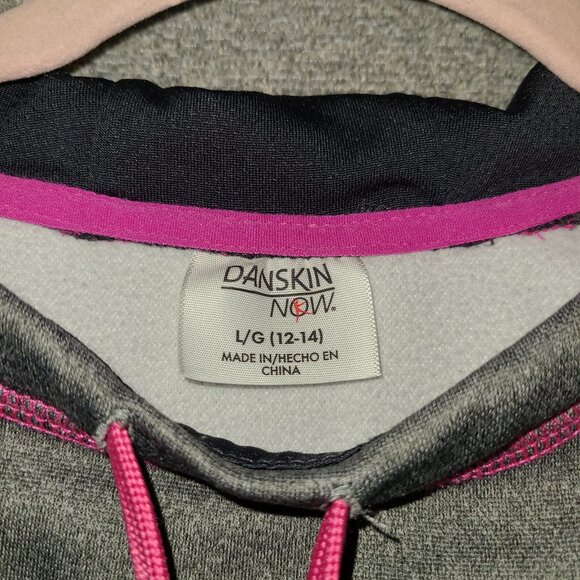 DANSKIN
NOW®
L/G (12-14)
MADE IN/HECHO EN
CHINA